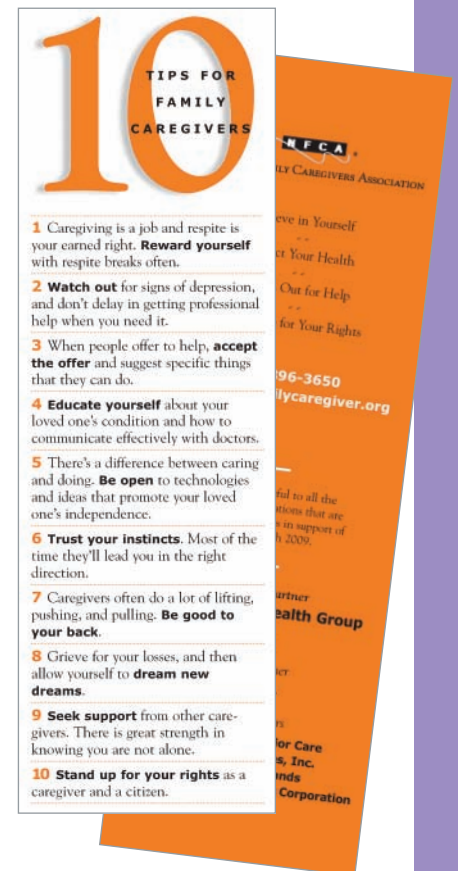 10
TIPS FOR
FAMILY
CAREGIVERS
1 Caregiving is a job and respite is
your earned right. Reward yourself
with respite breaks often.
2 Watch out for signs of depression,
and don't delay in getting professional
help when you need it.
3 When people offer to help, accept
the offer and suggest specific things
that they can do.
4 Educate yourself about your
loved one's condition and how to
communicate effectively with doctors.
5 There's a difference between caring
and doing. Be open to technologies
and ideas that promote your loved
one's independence.
6 Trust your instincts. Most of the
time they'll lead you in the right
direction.
7 Caregivers often do a lot of lifting,
pushing, and pulling. Be good to
your back.
8 Grieve for your losses, and then
allow yourself to dream new
dreams.
9 Seek support from other care-
givers. There is great strength in
knowing you are not alone.
10 Stand up for your rights as a
caregiver and a citizen.
NFCA®
CAREGIVERS ASSOCIATION
in Yourself
Your Health
Out for Help
for Your Rights
96-3650
lycaregiver.org
to all the
that are
in support of
2009.
ealth Group
lor Care
s, Inc.
Corporation